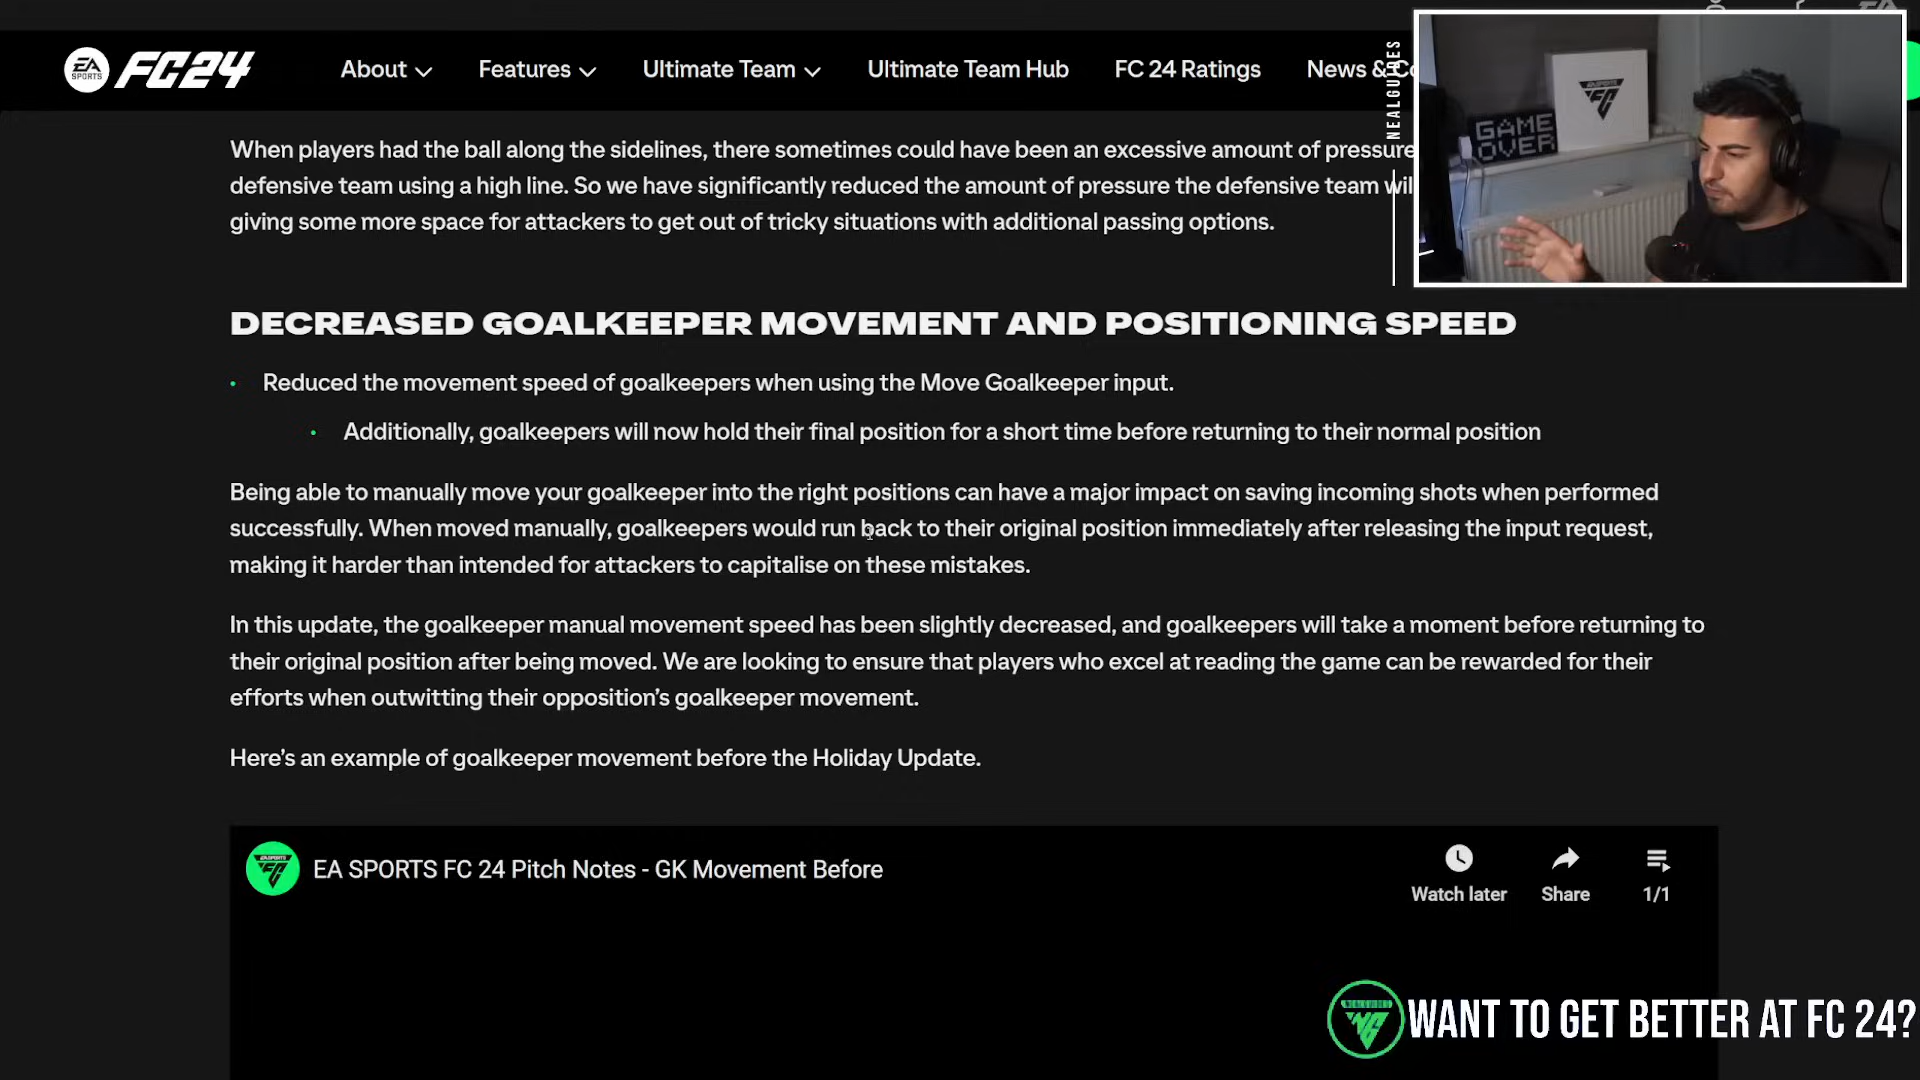 EA SPORTS FC 24
About
Features
Ultimate Team
Ultimate Team Hub
FC 24 Ratings
News &
NEALGUIDES
GAME OVER
When players had the ball along the sidelines, there sometimes could have been an excessive amount of pressure
defensive team using a high line. So we have significantly reduced the amount of pressure the defensive team
giving some more space for attackers to get out of tricky situations with additional passing options.
DECREASED GOALKEEPER MOVEMENT AND POSITIONING SPEED
• Reduced the movement speed of goalkeepers when using the Move Goalkeeper input.
• Additionally, goalkeepers will now hold their final position for a short time before returning to their normal position
Being able to manually move your goalkeeper into the right positions can have a major impact on saving incoming shots when performed
successfully. When moved manually, goalkeepers would run back to their original position immediately after releasing the input request,
making it harder than intended for attackers to capitalise on these mistakes.
In this update, the goalkeeper manual movement speed has been slightly decreased, and goalkeepers will take a moment before returning to
their original position after being moved. We are looking to ensure that players who excel at reading the game can be rewarded for their
efforts when outwitting their opposition’s goalkeeper movement.
Here’s an example of goalkeeper movement before the Holiday Update.
EA SPORTS FC 24 Pitch Notes - GK Movement Before
Watch later
Share
1/1
WANT TO GET BETTER AT FC 24?